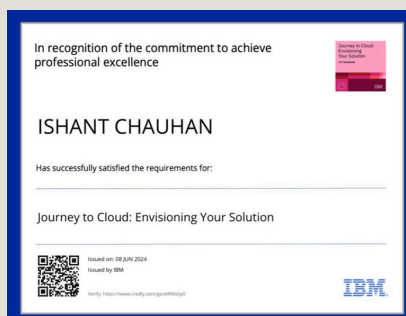 In recognition of the commitment to achieve
professional excellence
Journey to Cloud:
Envisioning
Your Solution
IBM
ISHANT CHAUHAN
Has successfully satisfied the requirements for:
Journey to Cloud: Envisioning Your Solution
Issued on: 08 JUN 2024
Issued by IBM
Verify:
IBM